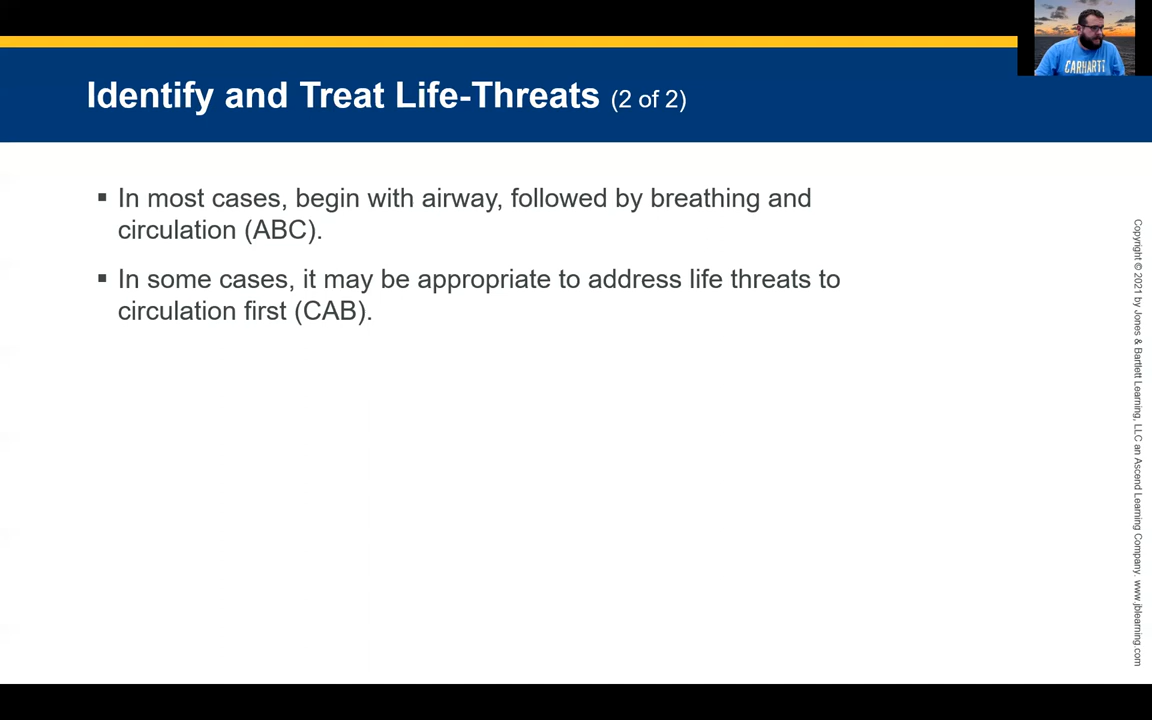 CARHARTT
Identify and Treat Life-Threats (2 of 2)
▪ In most cases, begin with airway, followed by breathing and
circulation (ABC).
▪ In some cases, it may be appropriate to address life threats to
circulation first (CAB).
Copyright © 2021 by Jones & Bartlett Learning, LLC an Ascend Learning Company. www.jblearning.com